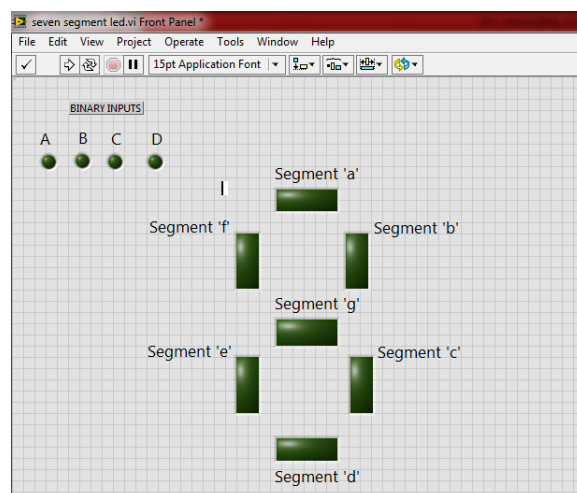 seven segment led.vi Front Panel *
File Edit View Project Operate Tools Window Help
15pt Application Font
BINARY INPUTS
A B C D
Segment 'a'
Segment 'f'
Segment 'b'
Segment 'g'
Segment 'e'
Segment 'c'
Segment 'd'